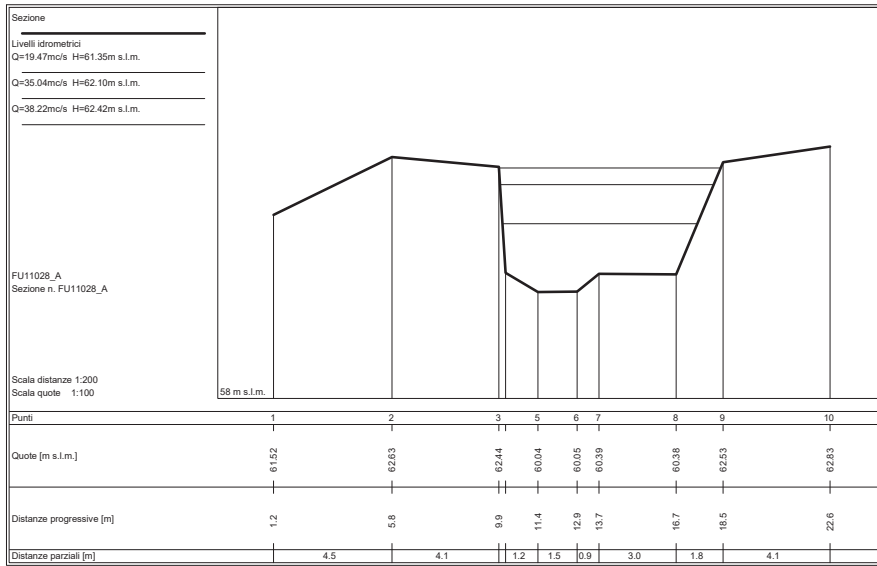 Sezione
Livelli idrometrici
Q=19.47mc/s H=61.35m s.l.m.
Q=35.04mc/s H=62.10m s.l.m.
Q=38.22mc/s H=62.42m s.l.m.
FU11028_A
Sezione n. FU11028_A
Scala distanze 1:200
Scala quote 1:100
58 m s.l.m.
Punti 1 2 3 5 6 7 8 9 10
Quote [m s.l.m.] 61.52 62.63 62.44 60.04 60.05 60.39 60.38 62.53 62.83
Distanze progressive [m] 1.2 5.8 9.9 11.4 12.9 13.7 16.7 18.5 22.6
Distanze parziali [m] 4.5 4.1 1.2 1.5 0.9 3.0 1.8 4.1